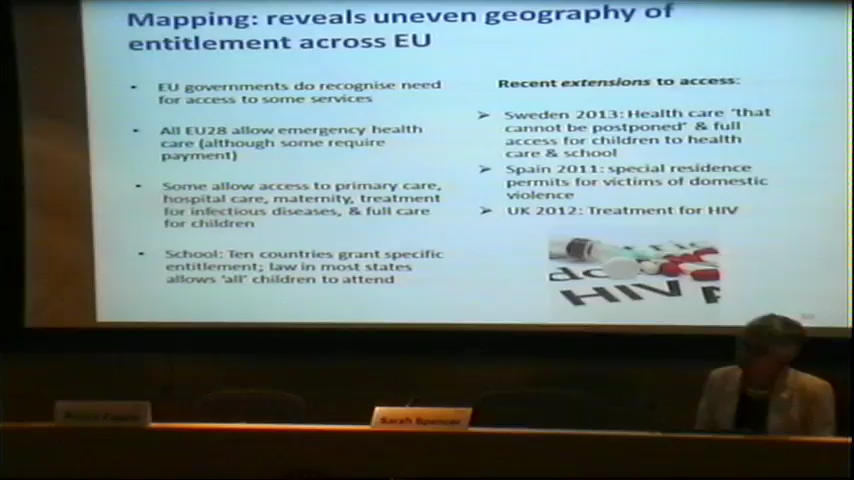 Mapping: reveals uneven geography of
entitlement across EU
• EU governments do recognise need
for access to some services
• All EU28 allow emergency health
care (although some require
payment)
• Some allow access to primary care,
hospital care, maternity, treatment
for infectious diseases, & full care
for children
• School: Ten countries grant specific
entitlement; law in most states
allows 'all' children to attend
Recent extensions to access:
➢ Sweden 2013: Health care 'that
cannot be postponed' & full
access for children to health
care & school
➢ Spain 2011: special residence
permits for victims of domestic
violence
➢ UK 2012: Treatment for HIV
HIV
Sarah Spencer